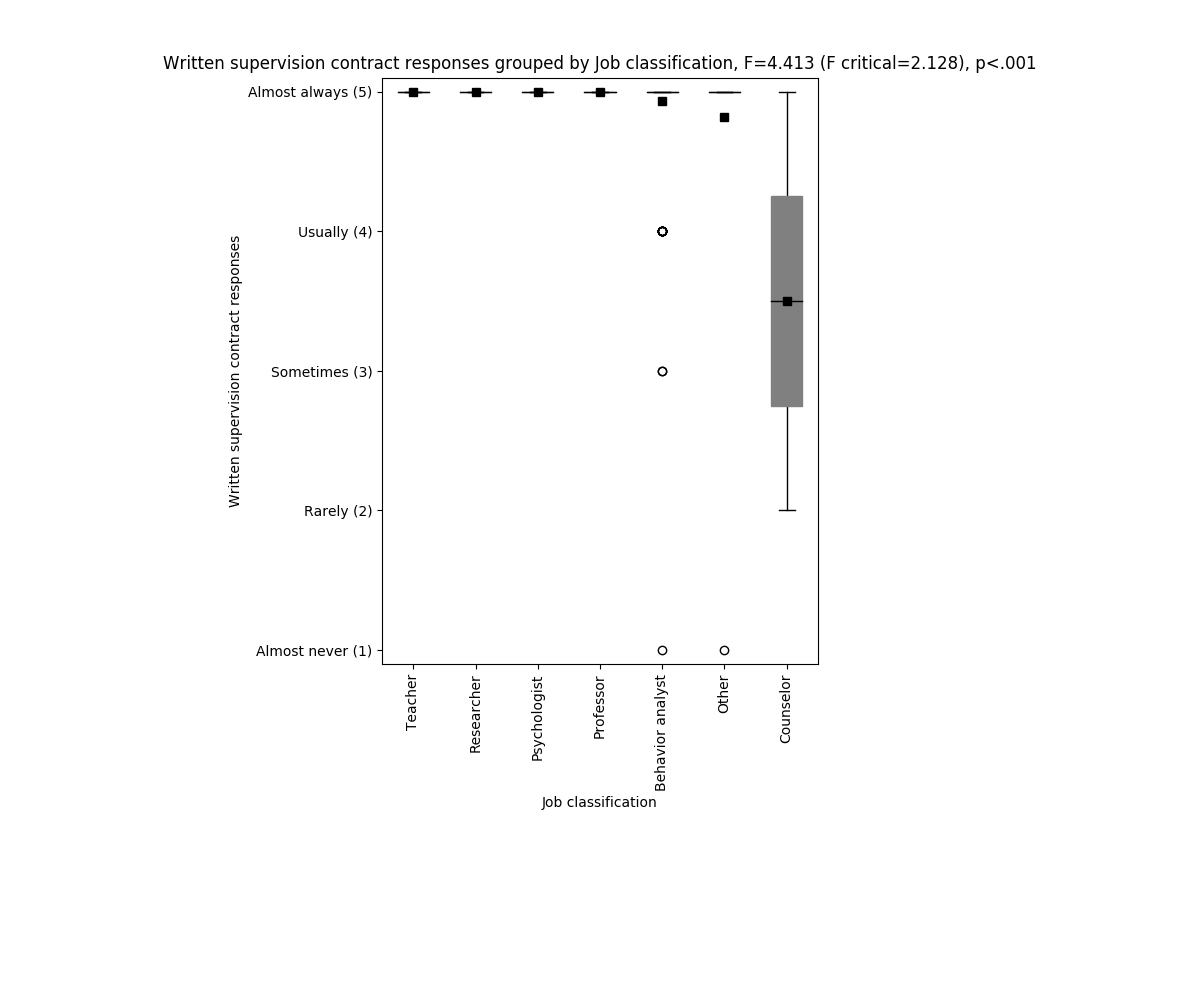 Written supervision contract responses grouped by Job classification, F=4.413 (F critical=2.128), p<.001
Almost always (5)
Usually (4)
Sometimes (3)
Rarely (2)
Almost never (1)
Written supervision contract responses
Teacher
Researcher
Psychologist
Professor
Behavior analyst
Other
Counselor
Job classification